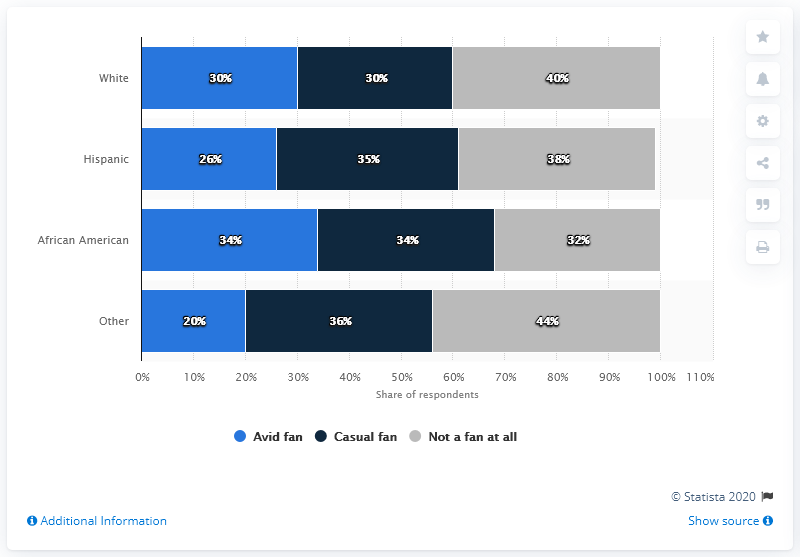 White 30% 30% 40%
Hispanic 26% 35% 38%
African American 34% 34% 32%
Other 20% 36% 44%
0% 10% 20% 30% 40% 50% 60% 70% 80% 90% 100% 110%
Share of respondents
Avid fan Casual fan Not a fan at all
© Statista 2020
Additional Information Show source